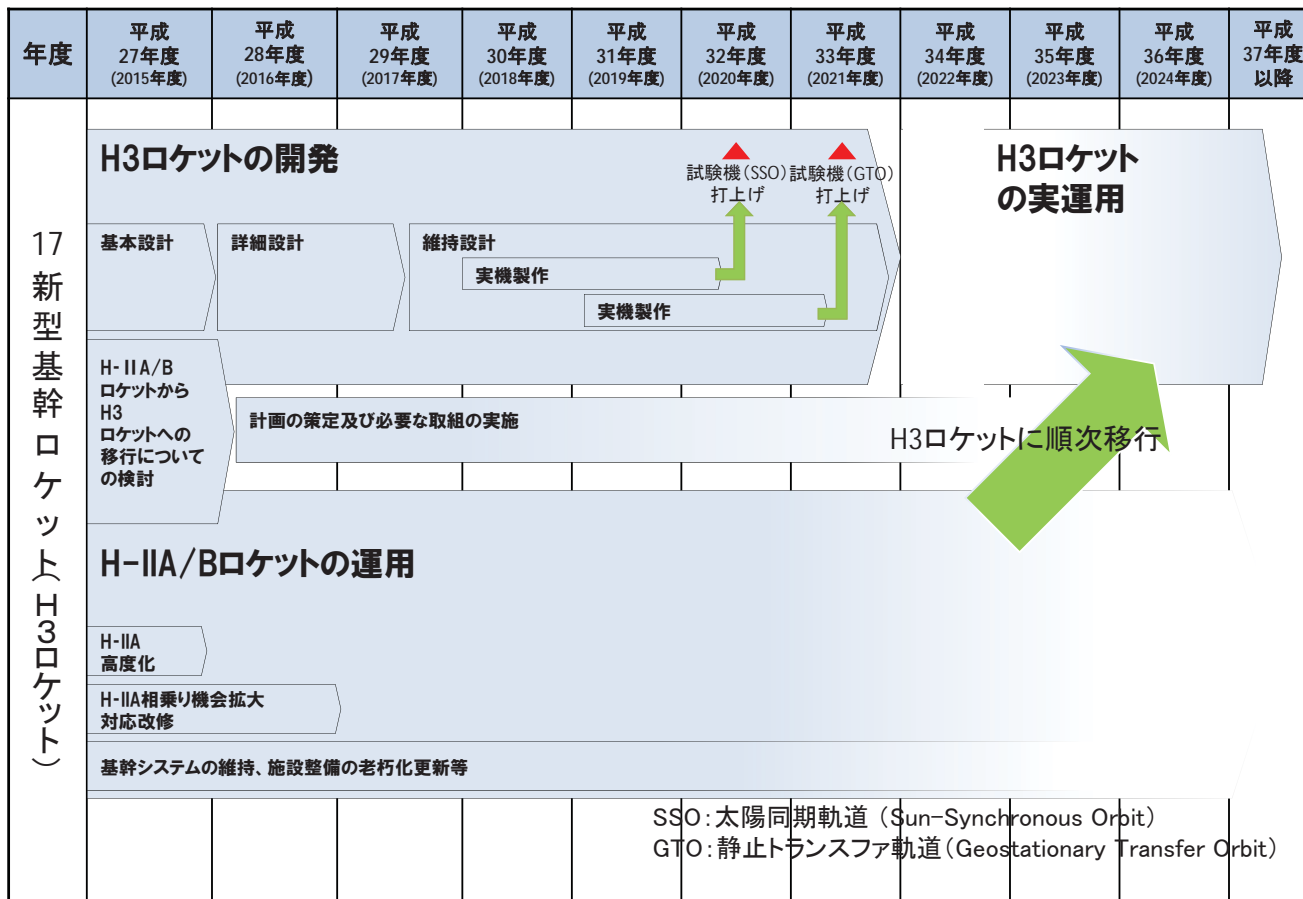 年度
平成
27年度
(2015年度)
平成
28年度
(2016年度)
平成
29年度
(2017年度)
平成
30年度
(2018年度)
平成
31年度
(2019年度)
平成
32年度
(2020年度)
平成
33年度
(2021年度)
平成
34年度
(2022年度)
平成
35年度
(2023年度)
平成
36年度
(2024年度)
平成
37年度
以降
17新型基幹ロケット(H3ロケット)
H3ロケットの開発
試験機(SSO)
打上げ
試験機(GTO)
打上げ
H3ロケット
の実運用
基本設計
詳細設計
維持設計
実機製作
実機製作
H-IIA/B
ロケットから
H3
ロケットへの
移行について
の検討
計画の策定及び必要な取組の実施
H3ロケットに順次移行
H-IIA/Bロケットの運用
H-IIA
高度化
H-IIA相乗り機会拡大
対応改修
基幹システムの維持、施設整備の老朽化更新等
SSO:太陽同期軌道 (Sun-Synchronous Orbit)
GTO:静止トランスファ軌道(Geostationary Transfer Orbit)